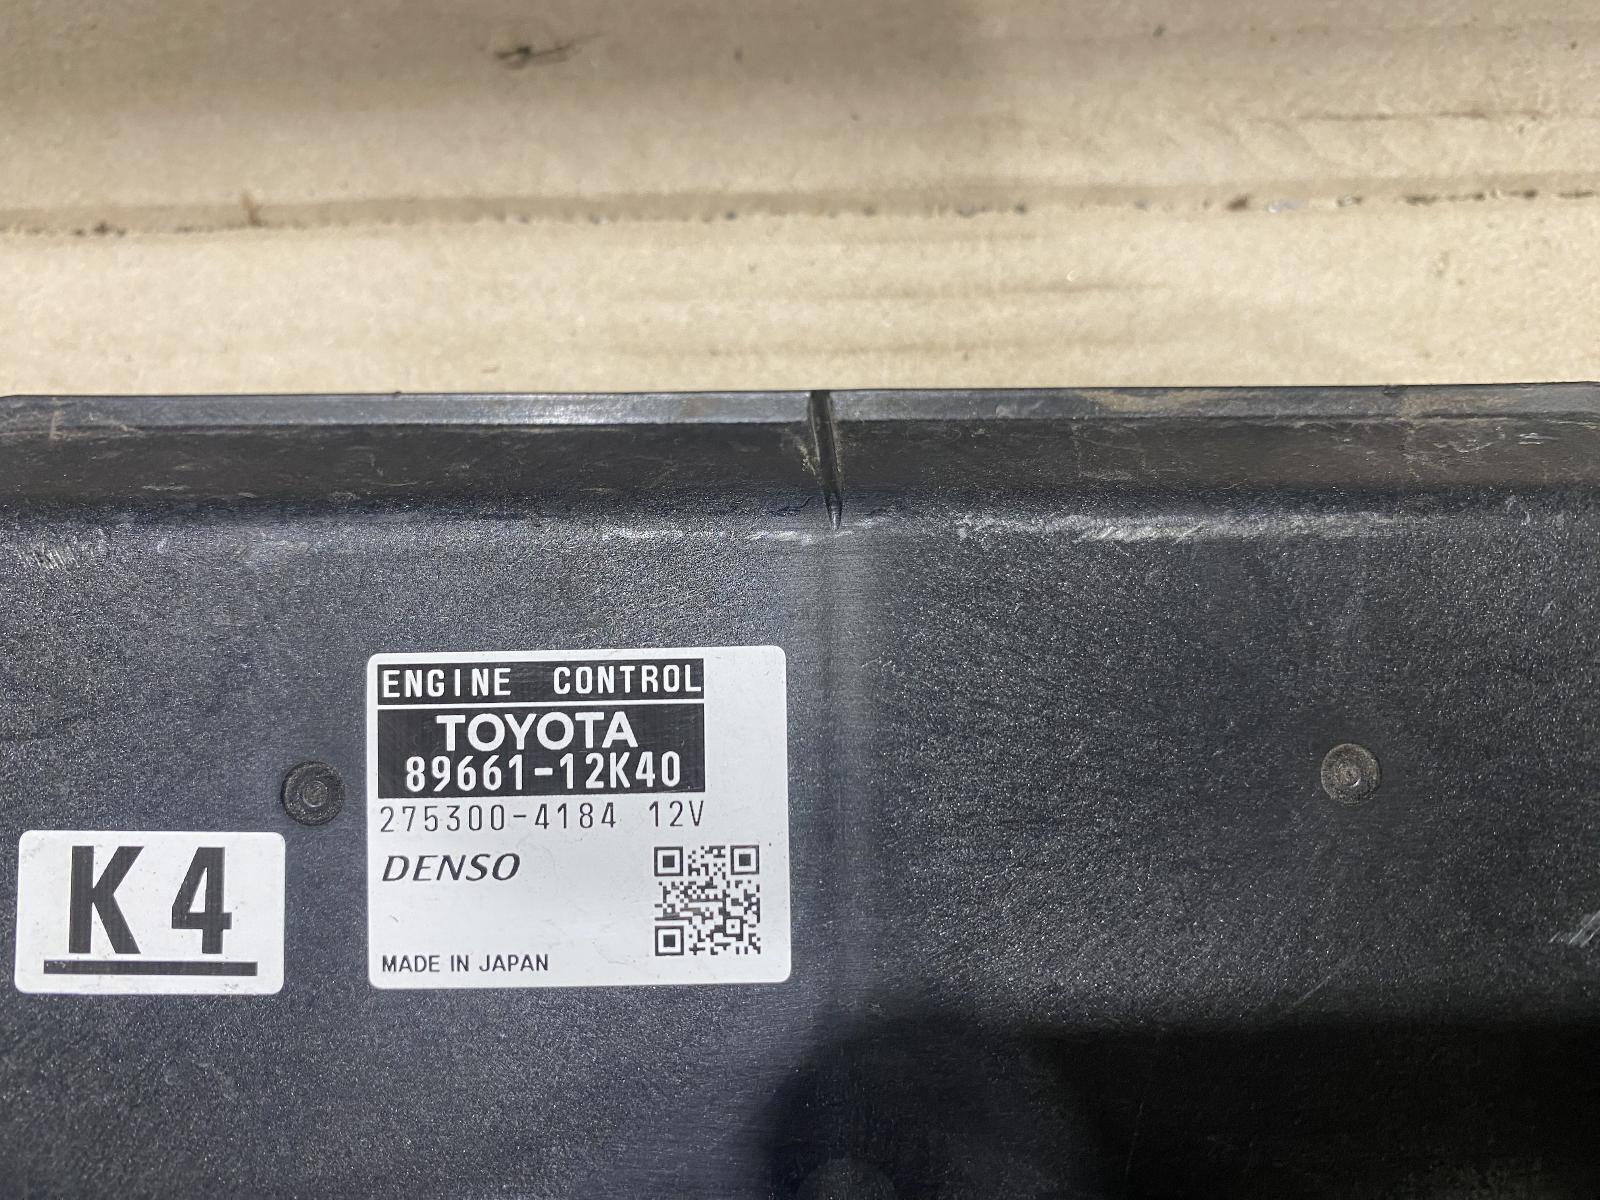 ENGINE CONTROL
TOYOTA
89661-12K40
275300-4184 12V
DENSO
MADE IN JAPAN
K4